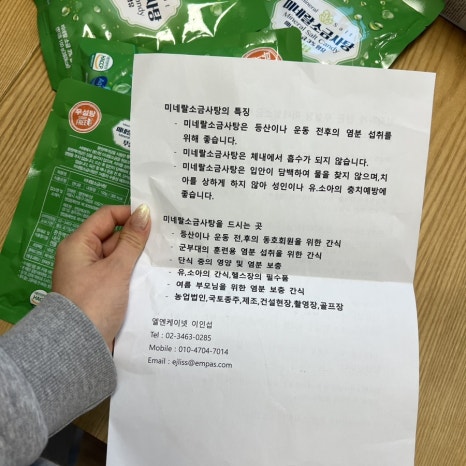 미네랄소금사탕
Mineral Salt Candy
무설탕
미네랄소금사탕의 특징
- 미네랄소금사탕은 등산이나 운동 전후의 염분 섭취를
위해 좋습니다.
- 미네랄소금사탕은 체내에서 흡수가 되지 않습니다.
- 미네랄소금사탕은 입안이 담백하여 물을 찾지 않으며,치
아를 상하게 하지 않아 성인이나 유.소아의 충치예방에
좋습니다.
미네랄소금사탕을 드시는 곳
- 등산이나 운동 전,후의 동호회원을 위한 간식
- 군부대의 훈련용 염분 섭취를 위한 간식
- 단식 중의 영양 및 염분 보충
- 유,소아의 간식,헬스장의 필수품
- 여름 부모님을 위한 염분 보충 간식
- 농업법인,국토종주,제조,건설현장,촬영장,골프장
엘엔케이넷 이인섭
Tel : 02-3463-0285
Mobile : 010-4704-7014
Email : ejliss@empas.com